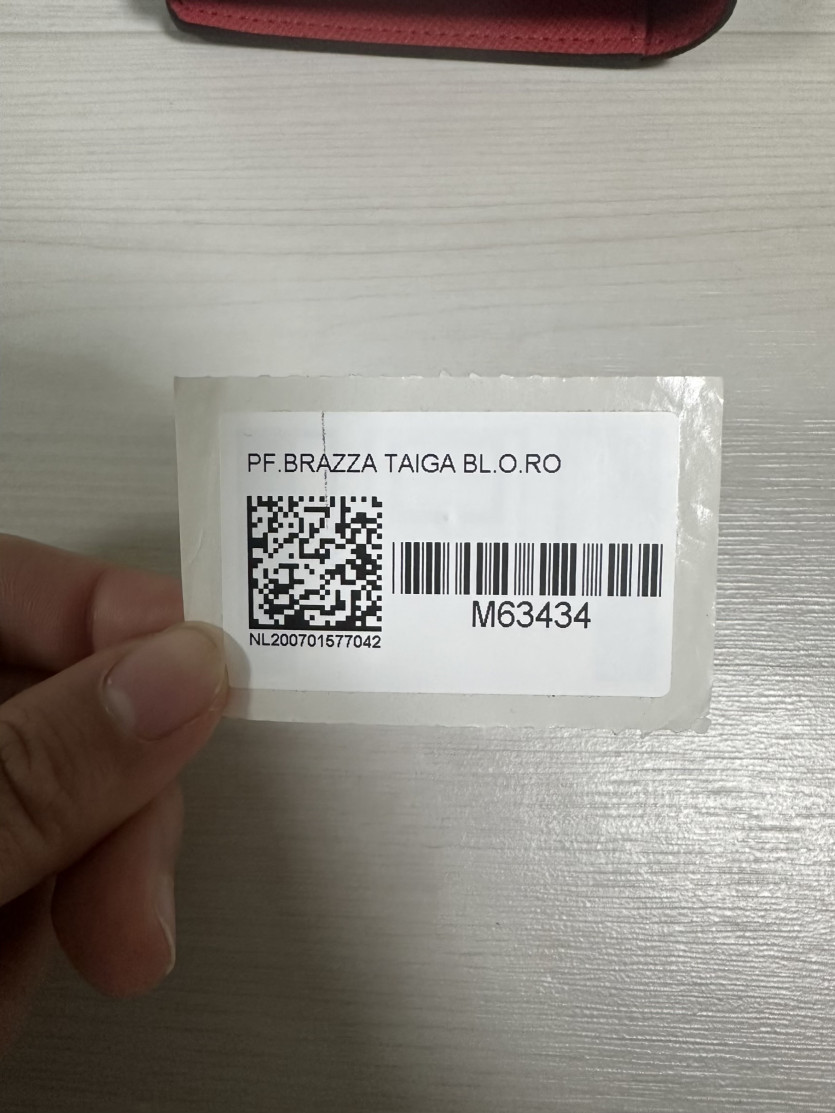 PF.BRAZZA TAIGA BL.O.RO
NL200701577042
M63434